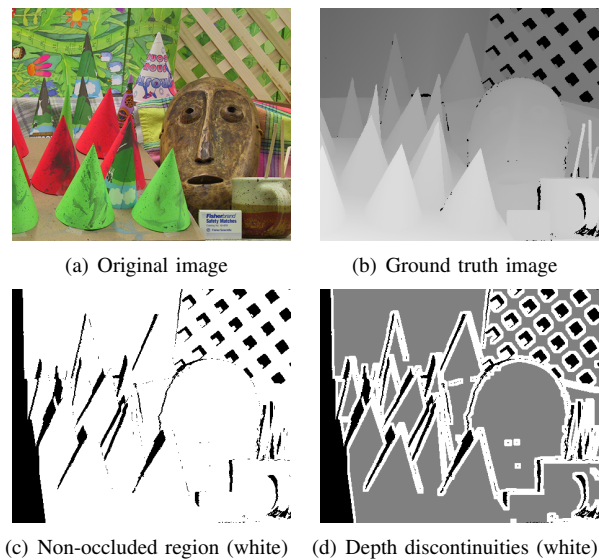 Fisherbrand
Safety Matches
(a) Original image
(b) Ground truth image
(c) Non-occluded region (white)
(d) Depth discontinuities (white)